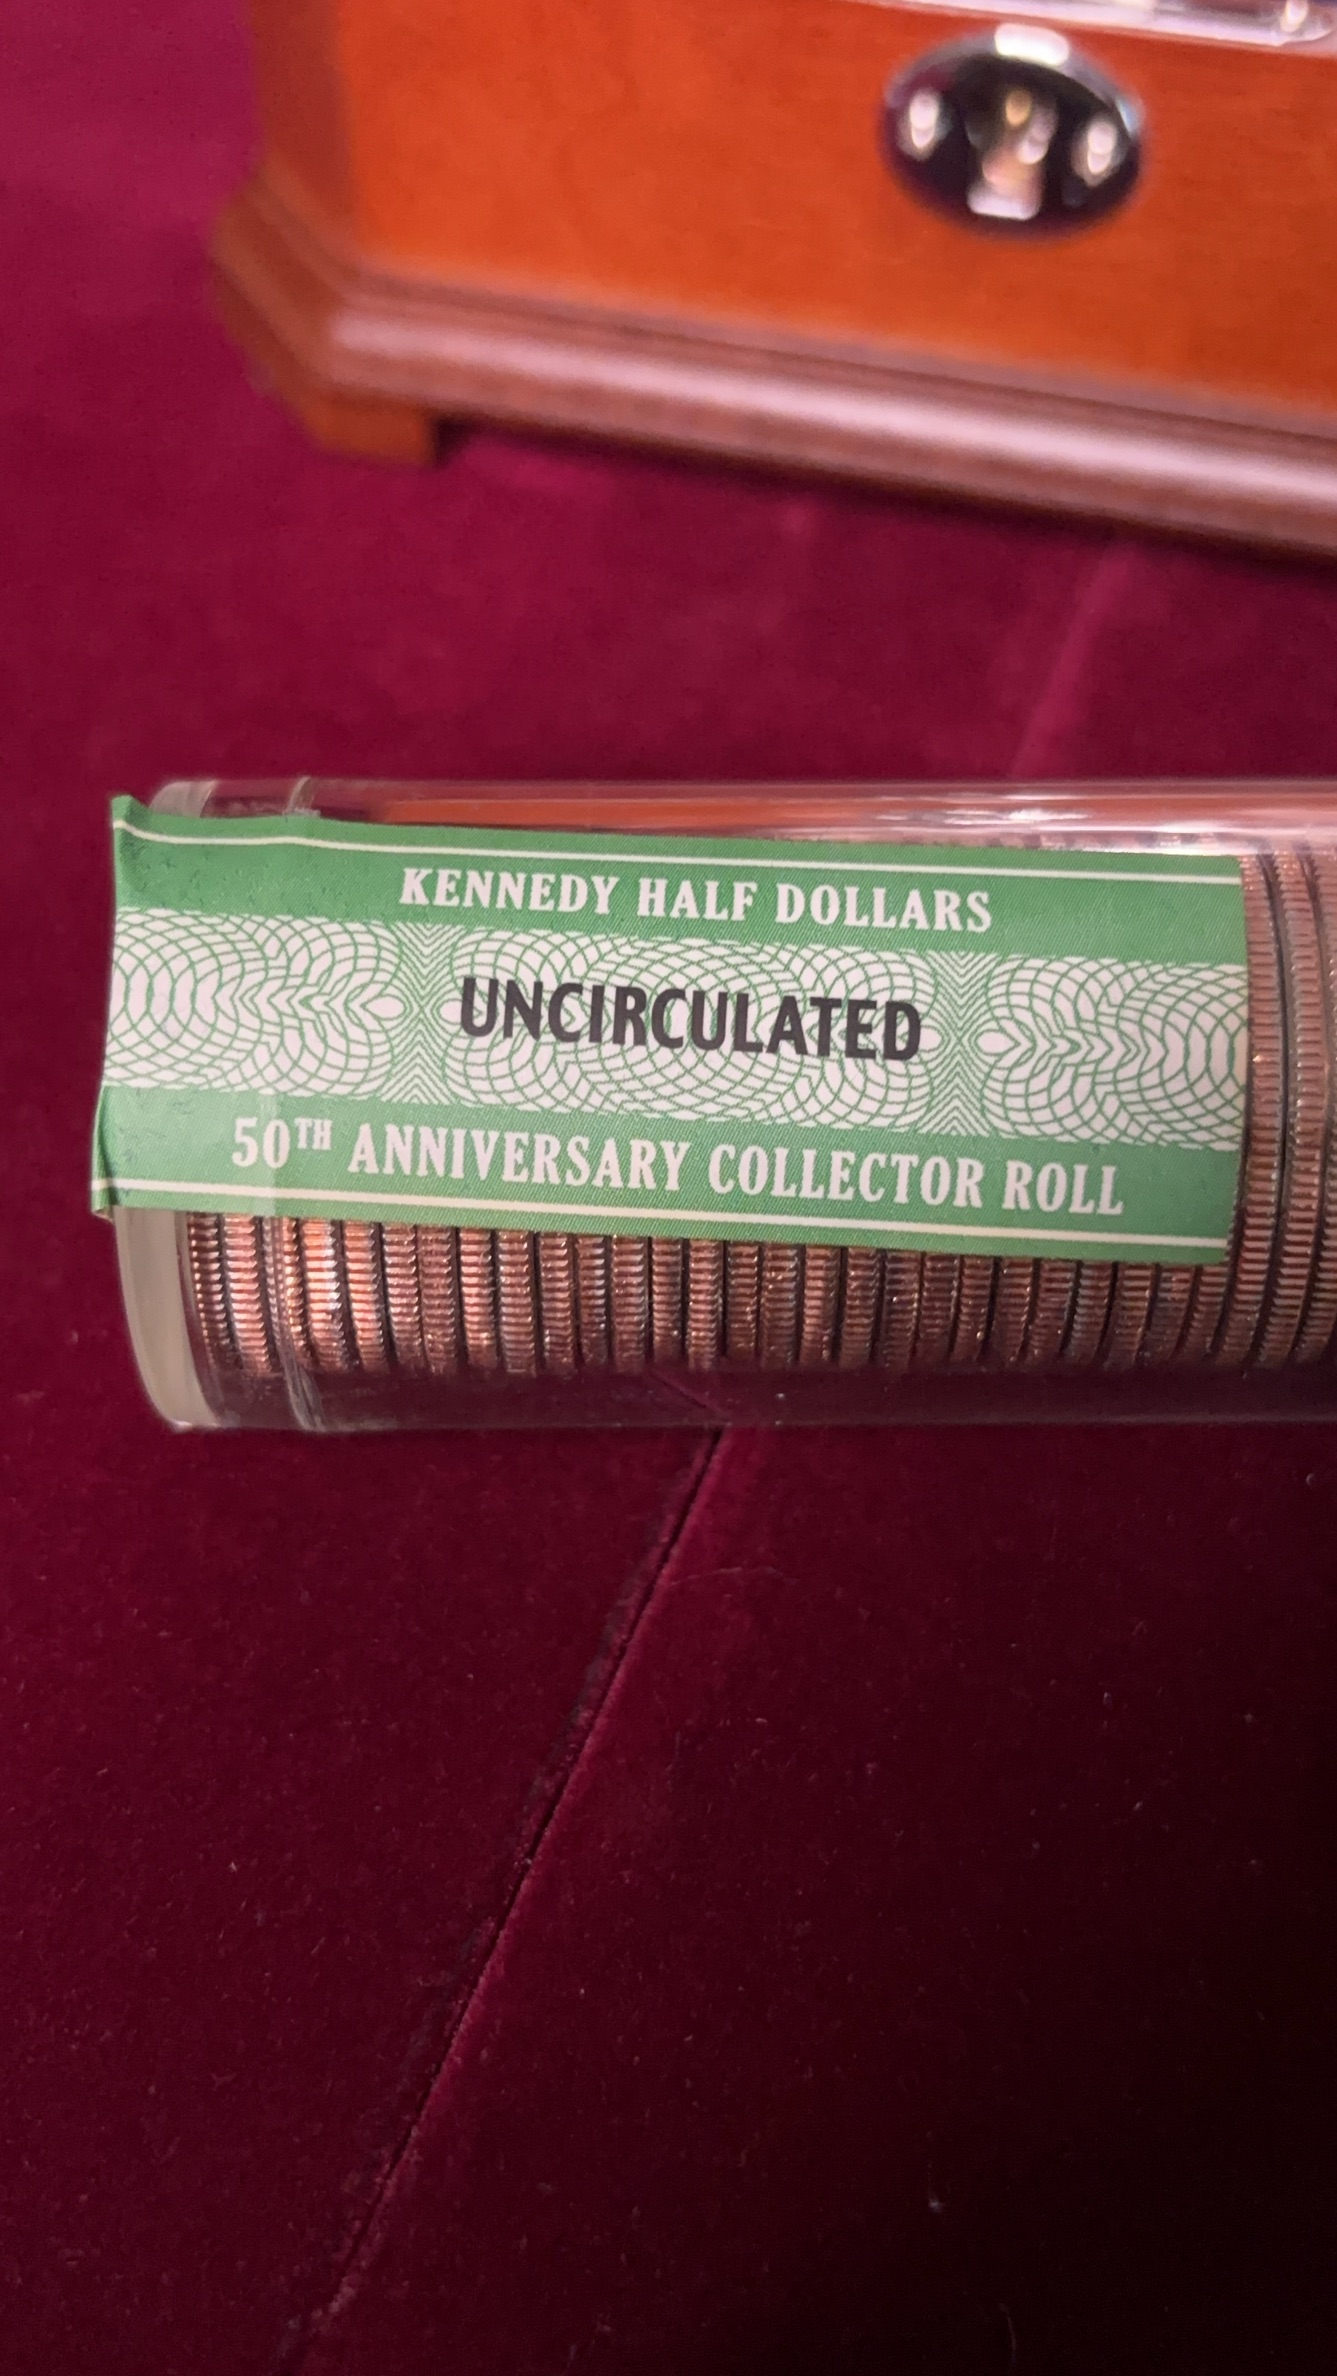 KENNEDY HALF DOLLARS
UNCIRCULATED
50TH ANNIVERSARY COLLECTOR ROLL